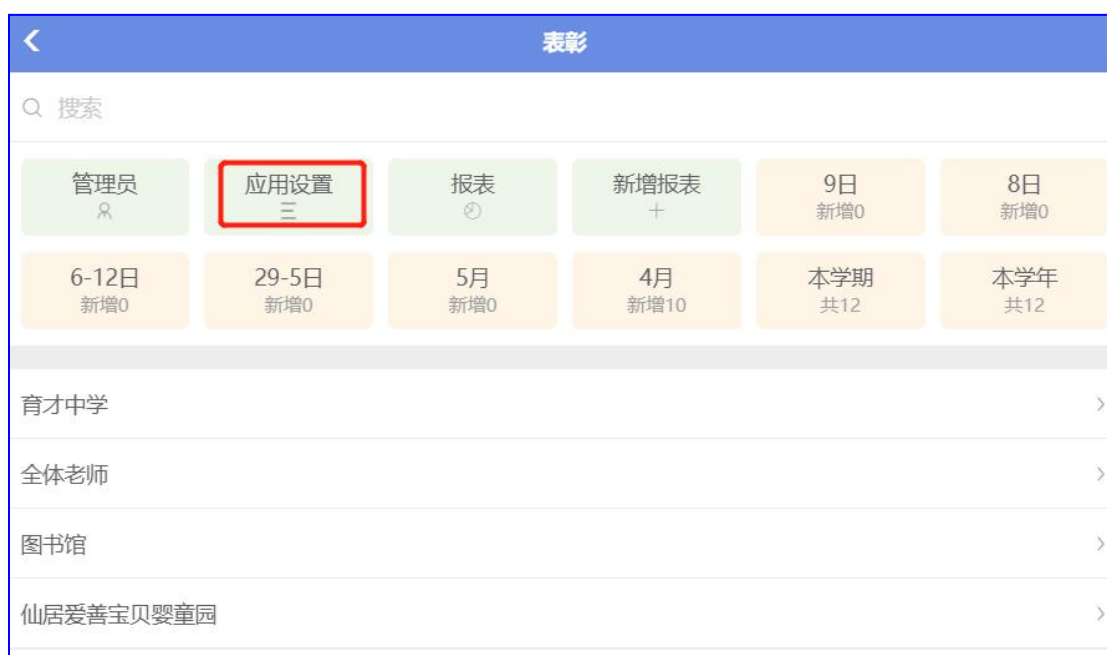 表彰
搜索
管理员
应用设置
报表
新增报表
9日
新增0
8日
新增0
6-12日
新增0
29-5日
新增0
5月
新增0
4月
新增10
本学期
共12
本学年
共12
育才中学
全体老师
图书馆
仙居爱善宝贝婴童园